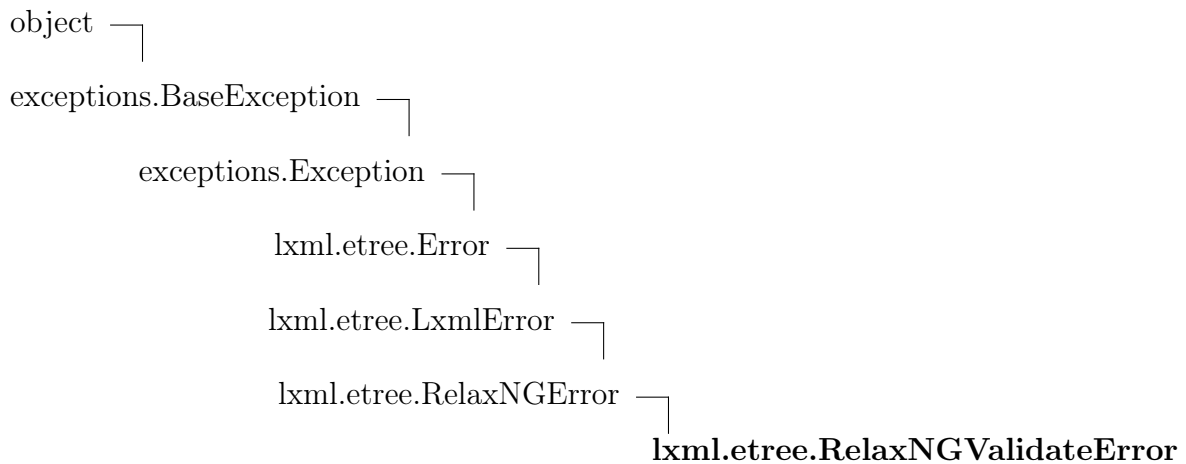 object
exceptions.BaseException
exceptions.Exception
lxml.etree.Error
lxml.etree.LxmlError
lxml.etree.RelaxNGError
lxml.etree.RelaxNGValidateError